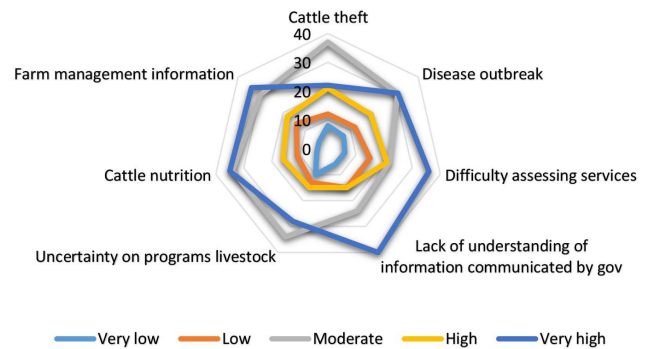 Cattle theft
40
30
20
10
0
Farm management information
Disease outbreak
Cattle nutrition
Difficulty assessing services
Uncertainty on programs livestock
Lack of understanding of
information communicated by gov
Very low Low Moderate High Very high